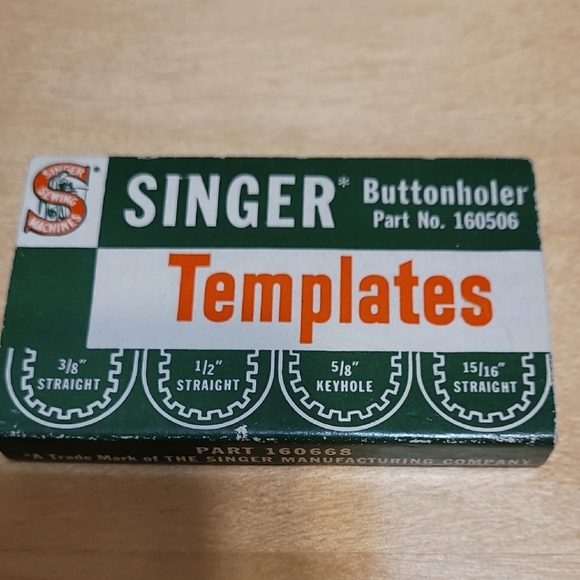 SINGER
SEWING
MACHINES
SINGER* Buttonholer
Part No. 160506
Templates
3/8" STRAIGHT
1/2" STRAIGHT
5/8" KEYHOLE
15/16" STRAIGHT
PART 160668
*A Trade Mark of THE SINGER MANUFACTURING COMPANY